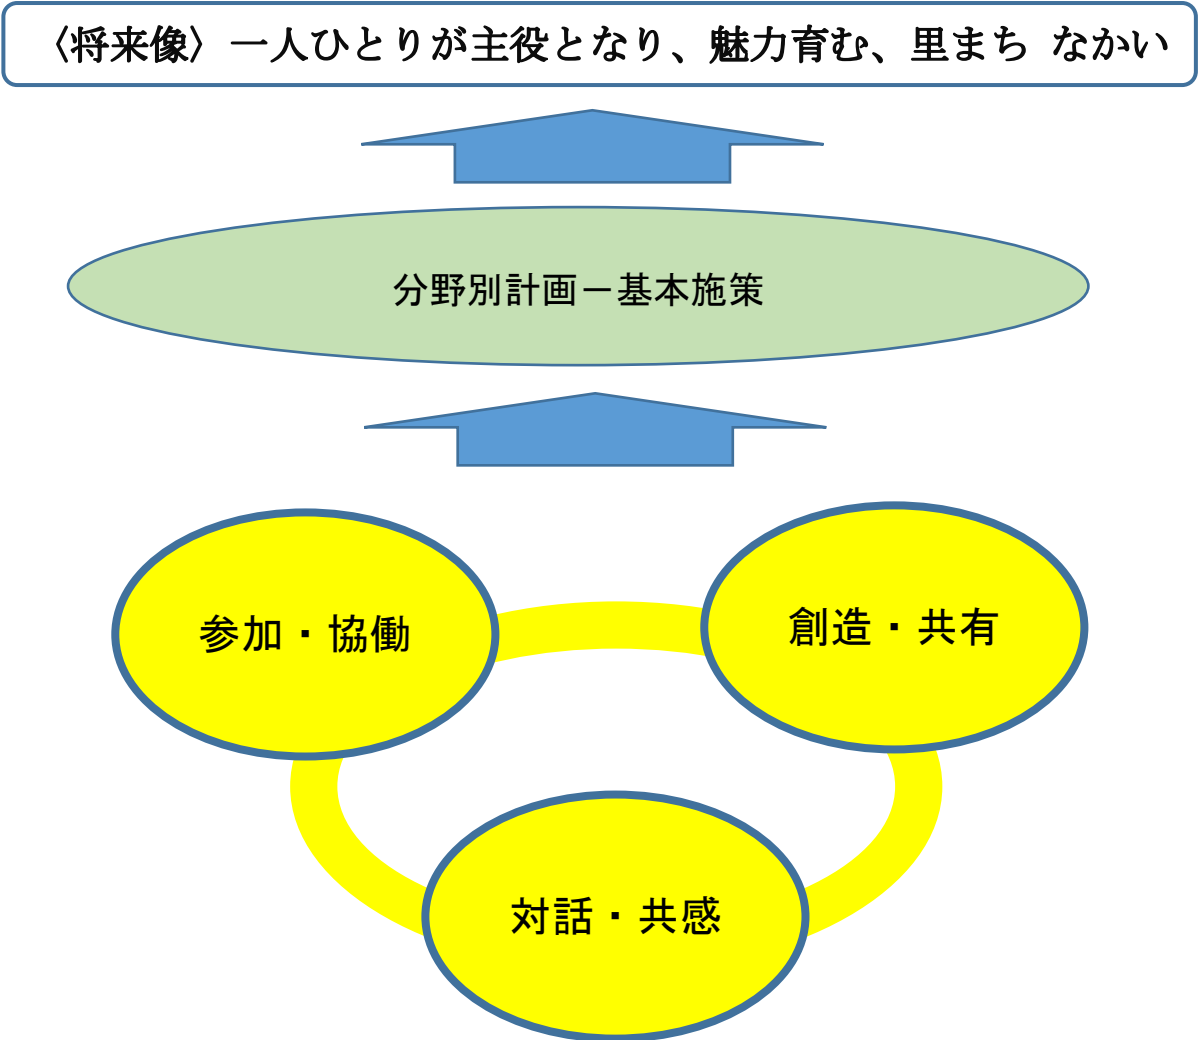 〈将来像〉一人ひとりが主役となり、魅力育む、里まち なかい
分野別計画－基本施策
参加・協働
創造・共有
対話・共感